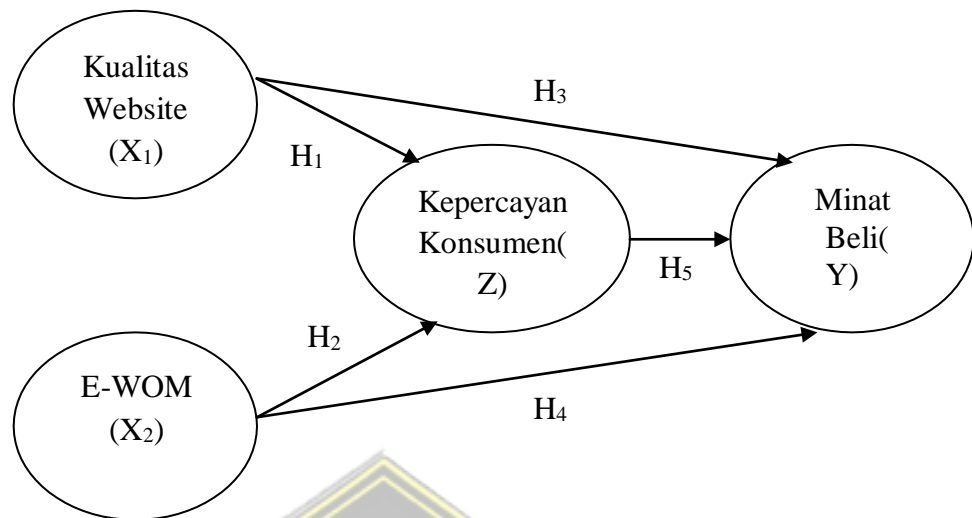 Kualitas
Website
(X₁)
H₃
H₁
Kepercayan
Konsumen(
Z)
Minat
Beli(
Y)
H₅
H₂
E-WOM
(X₂)
H₄